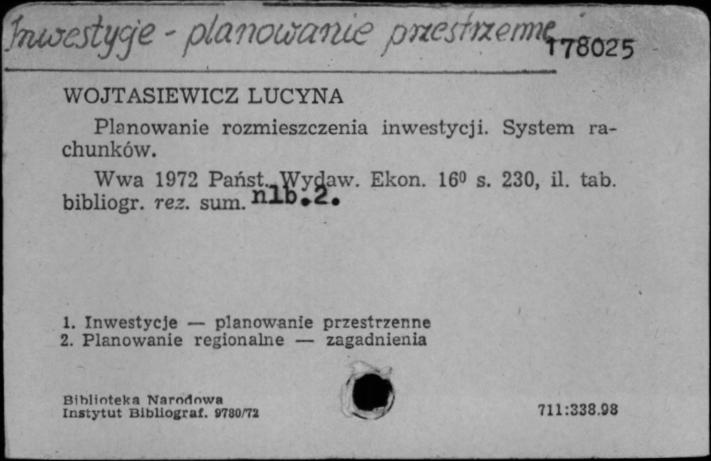 Inwestycje - planowanie przestrzenne
178025
WOJTASIEWICZ LUCYNA
Planowanie rozmieszczenia inwestycji. System ra-
chunków.
Wwa 1972 Państ. Wydaw. Ekon. 16⁰ s. 230, il. tab.
bibliogr. rez. sum. nlb.2.
1. Inwestycje — planowanie przestrzenne
2. Planowanie regionalne — zagadnienia
Biblioteka Narodowa
Instytut Bibliograf. 9780/72
711:338.98